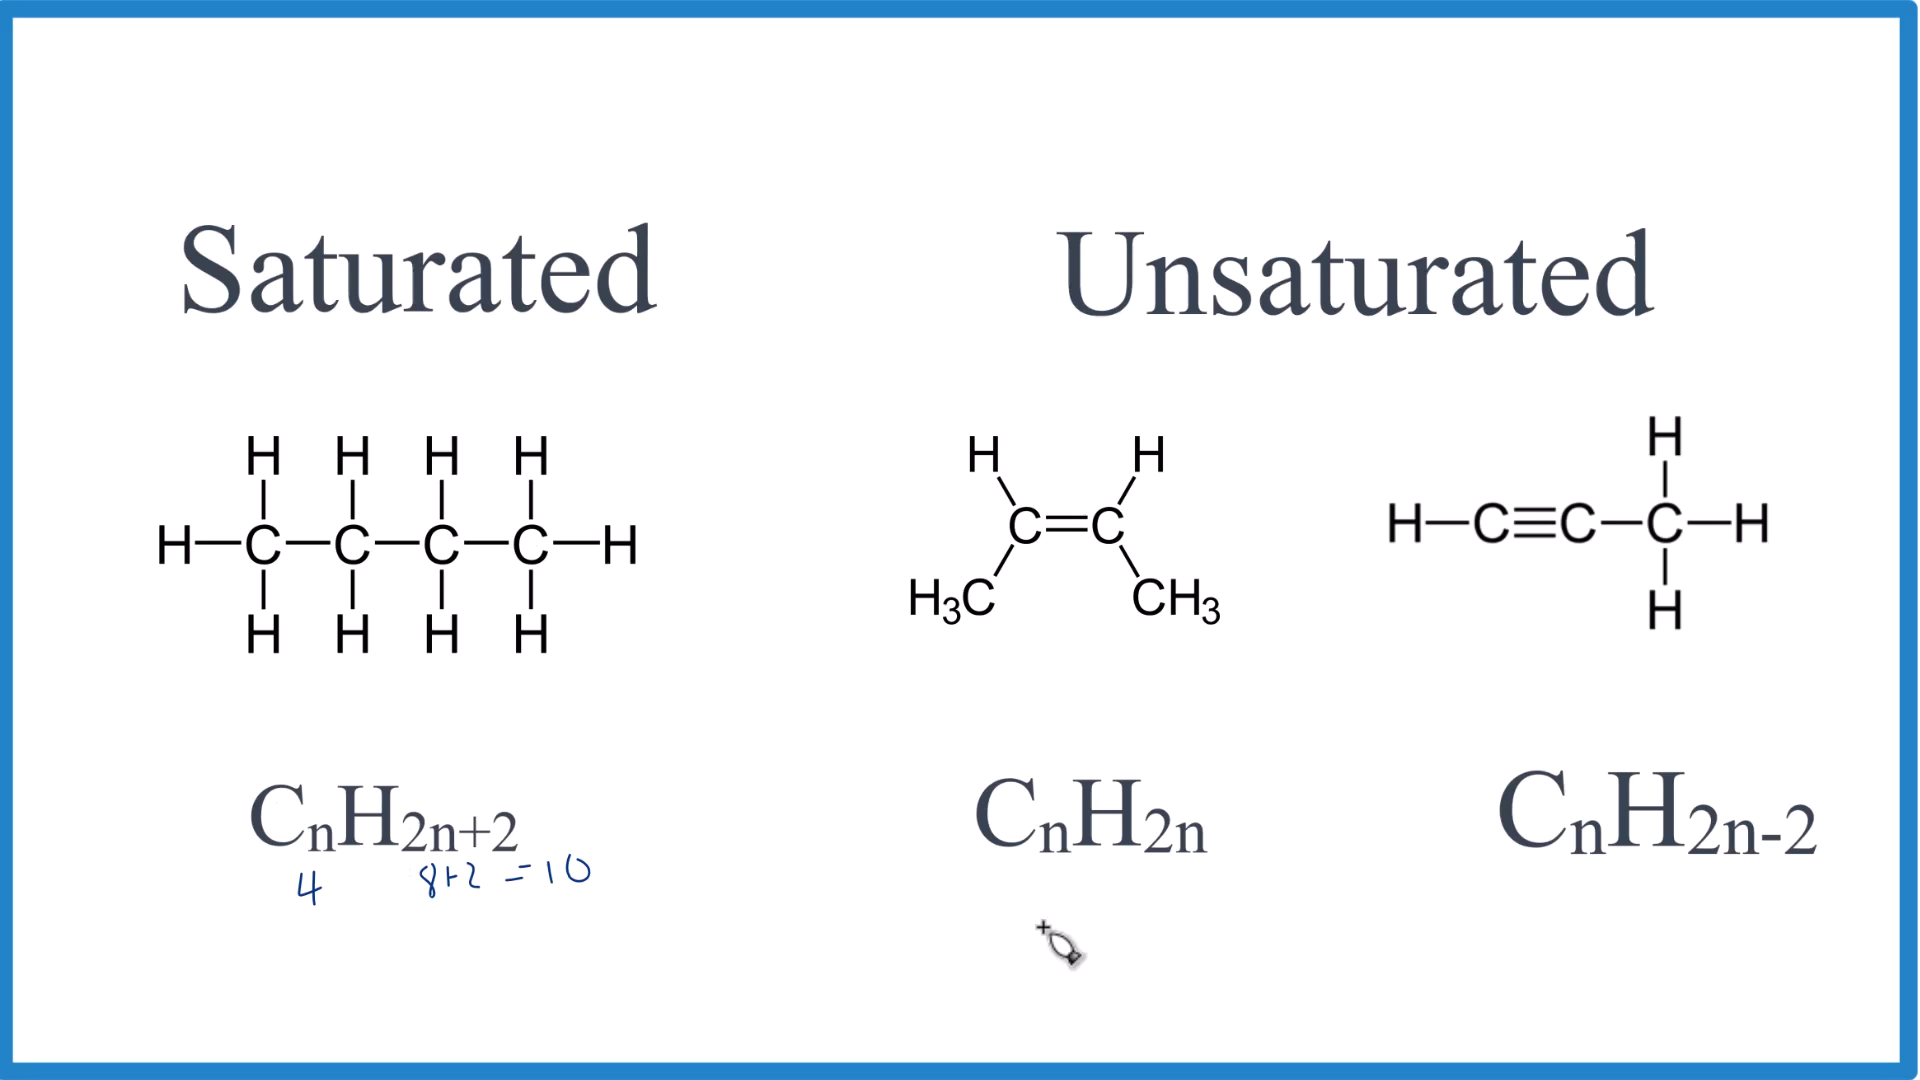 Saturated
Unsaturated
H H H H
H—C—C—C—C—H
H H H H
H H
C=C
H₃C CH₃
H
H—C≡C—C—H
H
CₙH₂ₙ₊₂
4 8+2 = 10
CₙH₂ₙ
CₙH₂ₙ₋₂